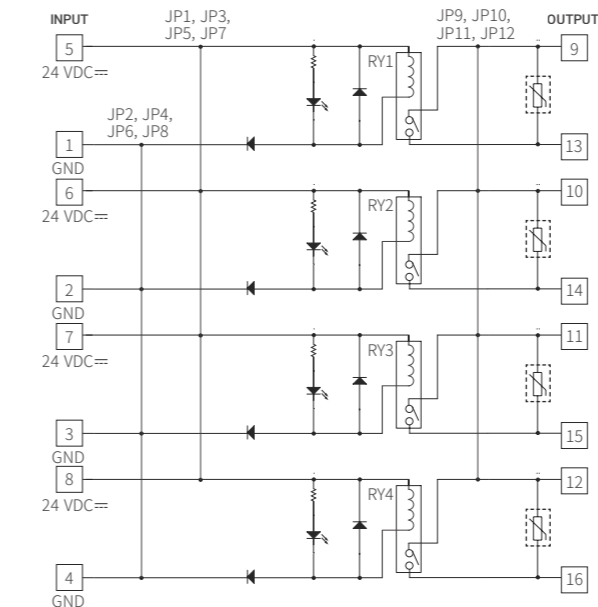 INPUT
JP1, JP3,
JP5, JP7
JP9, JP10,
JP11, JP12
OUTPUT
5
24 VDC⎓
RY1
9
JP2, JP4,
JP6, JP8
1
GND
13
6
24 VDC⎓
RY2
10
2
GND
14
7
24 VDC⎓
RY3
11
3
GND
15
8
24 VDC⎓
RY4
12
4
GND
16